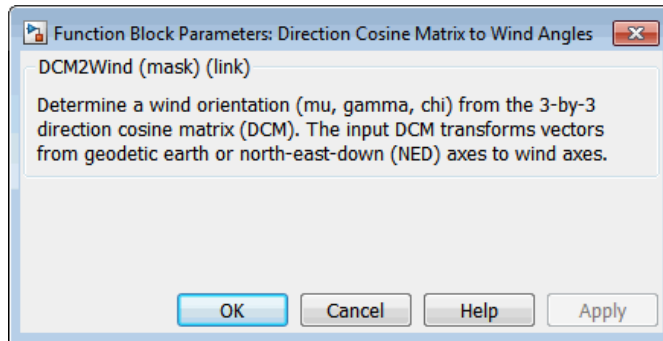 Function Block Parameters: Direction Cosine Matrix to Wind Angles
DCM2Wind (mask) (link)
Determine a wind orientation (mu, gamma, chi) from the 3-by-3
direction cosine matrix (DCM). The input DCM transforms vectors
from geodetic earth or north-east-down (NED) axes to wind axes.
OK Cancel Help Apply